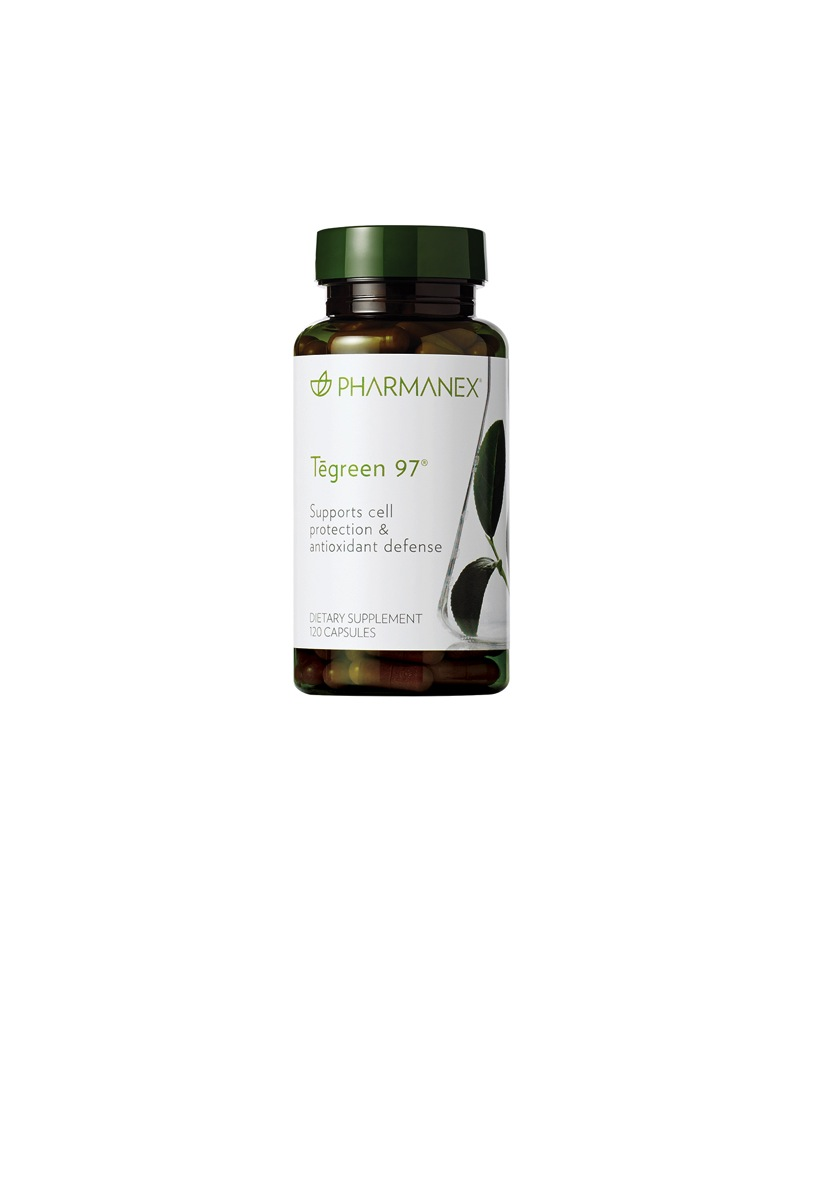 PHARMANEX®
Tēgreen 97®
Supports cell
protection &
antioxidant defense
DIETARY SUPPLEMENT
120 CAPSULES